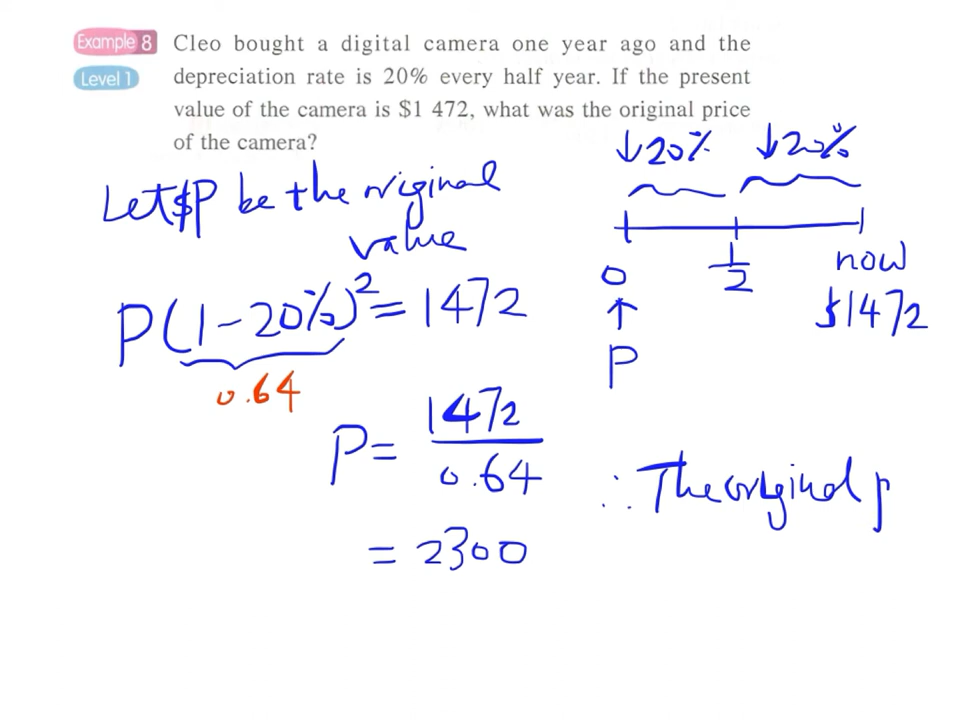 Example 8 Cleo bought a digital camera one year ago and the
Level 1 depreciation rate is 20% every half year. If the present
value of the camera is $1 472, what was the original price
of the camera?
↓20% ↓20%
Let $P be the original
value
0 1/2 now
↑ $1472
P
P(1-20%)²=1472
0.64
P= 1472/0.64
= 2300
∴ The original p